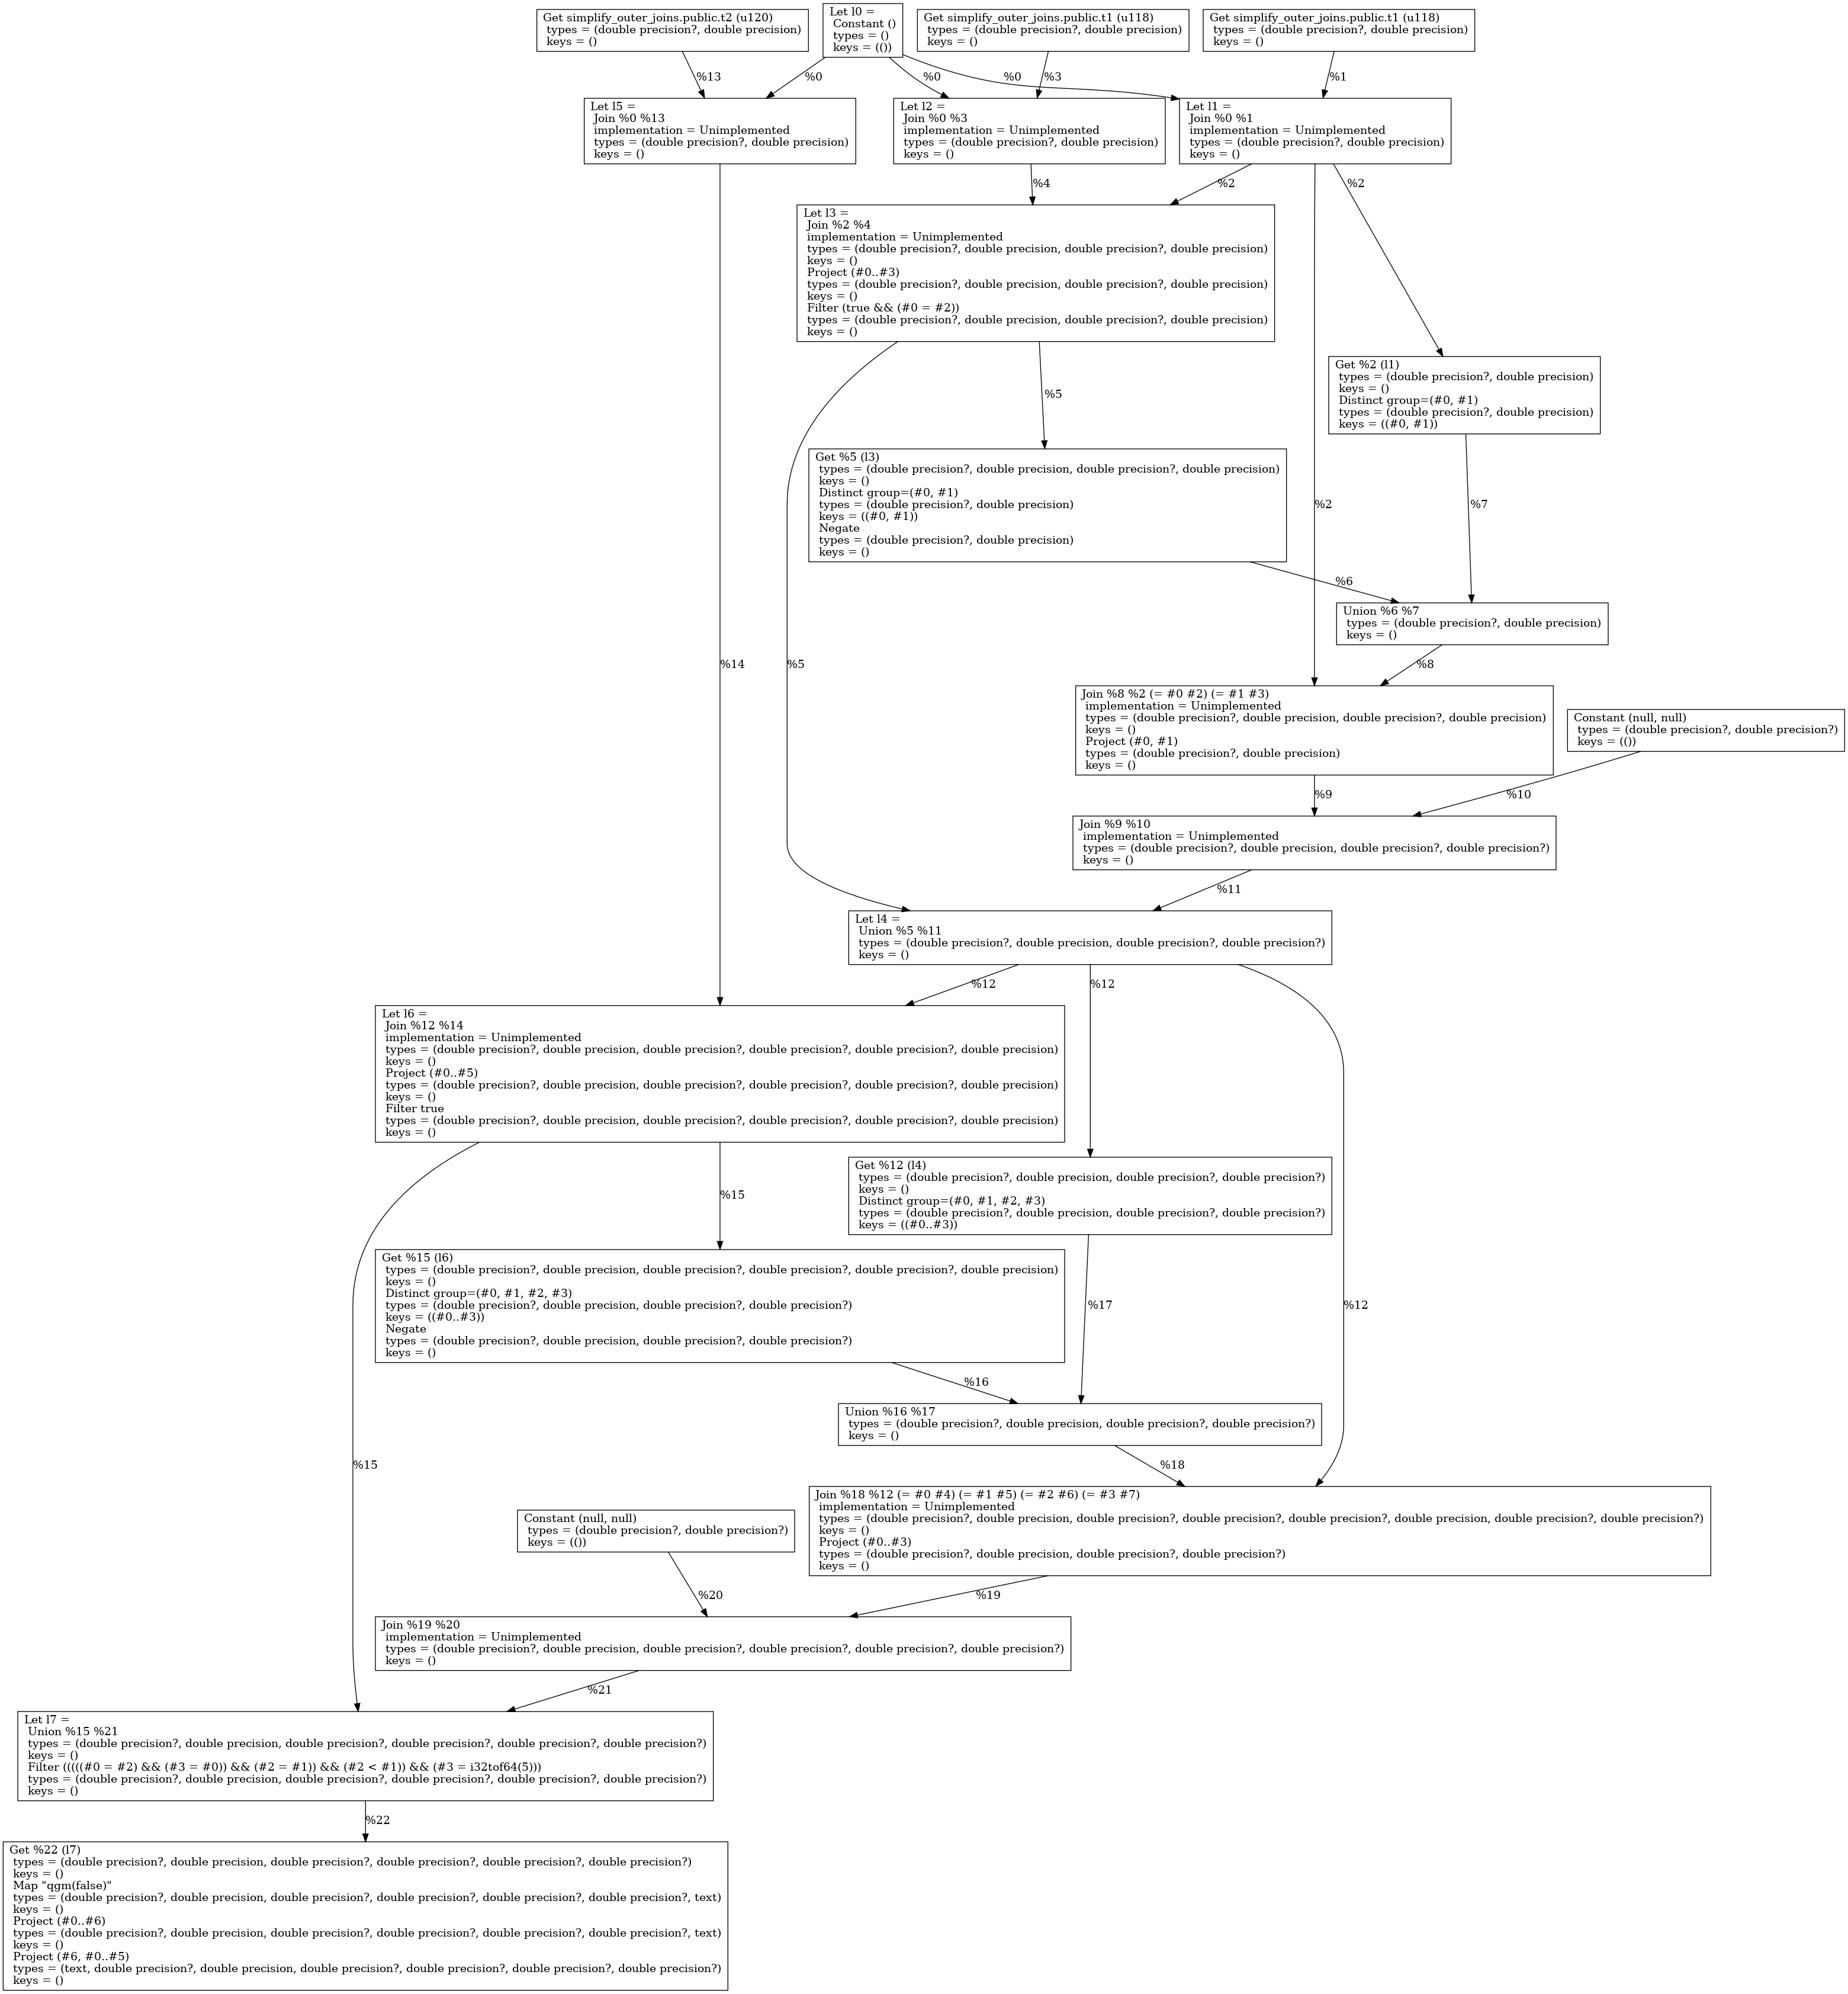 Get simplify_outer_joins.public.t2 (u120)
types = (double precision?, double precision)
keys = ()
Let l0 =
Constant ()
types = ()
keys = (())
Get simplify_outer_joins.public.t1 (u118)
types = (double precision?, double precision)
keys = ()
Get simplify_outer_joins.public.t1 (u118)
types = (double precision?, double precision)
keys = ()
%13
%0
%0
%3
%0
%1
Let l5 =
Join %0 %13
implementation = Unimplemented
types = (double precision?, double precision)
keys = ()
Let l2 =
Join %0 %3
implementation = Unimplemented
types = (double precision?, double precision)
keys = ()
Let l1 =
Join %0 %1
implementation = Unimplemented
types = (double precision?, double precision)
keys = ()
%4
%2
%2
Let l3 =
Join %2 %4
implementation = Unimplemented
types = (double precision?, double precision, double precision?, double precision)
keys = ()
Project (#0..#3)
types = (double precision?, double precision, double precision?, double precision)
keys = ()
Filter (true && (#0 = #2))
types = (double precision?, double precision, double precision?, double precision)
keys = ()
Get %2 (l1)
types = (double precision?, double precision)
keys = ()
Distinct group=(#0, #1)
types = (double precision?, double precision)
keys = ((#0, #1))
%5
Get %5 (l3)
types = (double precision?, double precision, double precision?, double precision)
keys = ()
Distinct group=(#0, #1)
types = (double precision?, double precision)
keys = ((#0, #1))
Negate
types = (double precision?, double precision)
keys = ()
%2
%7
%6
Union %6 %7
types = (double precision?, double precision)
keys = ()
%14
%5
%8
Join %8 %2 (= #0 #2) (= #1 #3)
implementation = Unimplemented
types = (double precision?, double precision, double precision?, double precision)
keys = ()
Project (#0, #1)
types = (double precision?, double precision)
keys = ()
Constant (null, null)
types = (double precision?, double precision?)
keys = (())
%9
%10
Join %9 %10
implementation = Unimplemented
types = (double precision?, double precision, double precision?, double precision?)
keys = ()
%11
Let l4 =
Union %5 %11
types = (double precision?, double precision, double precision?, double precision?)
keys = ()
%12
%12
Let l6 =
Join %12 %14
implementation = Unimplemented
types = (double precision?, double precision, double precision?, double precision?, double precision?, double precision)
keys = ()
Project (#0..#5)
types = (double precision?, double precision, double precision?, double precision?, double precision?, double precision)
keys = ()
Filter true
types = (double precision?, double precision, double precision?, double precision?, double precision?, double precision)
keys = ()
Get %12 (l4)
types = (double precision?, double precision, double precision?, double precision?)
keys = ()
Distinct group=(#0, #1, #2, #3)
types = (double precision?, double precision, double precision?, double precision?)
keys = ((#0..#3))
%15
Get %15 (l6)
types = (double precision?, double precision, double precision?, double precision?, double precision?, double precision)
keys = ()
Distinct group=(#0, #1, #2, #3)
types = (double precision?, double precision, double precision?, double precision?)
keys = ((#0..#3))
Negate
types = (double precision?, double precision, double precision?, double precision?)
keys = ()
%17
%12
%16
Union %16 %17
types = (double precision?, double precision, double precision?, double precision?)
keys = ()
%15
%18
Join %18 %12 (= #0 #4) (= #1 #5) (= #2 #6) (= #3 #7)
implementation = Unimplemented
types = (double precision?, double precision, double precision?, double precision?, double precision?, double precision, double precision?, double precision?)
keys = ()
Project (#0..#3)
types = (double precision?, double precision, double precision?, double precision?)
keys = ()
Constant (null, null)
types = (double precision?, double precision?)
keys = (())
%20
%19
Join %19 %20
implementation = Unimplemented
types = (double precision?, double precision, double precision?, double precision?, double precision?, double precision?)
keys = ()
%21
Let l7 =
Union %15 %21
types = (double precision?, double precision, double precision?, double precision?, double precision?, double precision?)
keys = ()
Filter (((((#0 = #2) && (#3 = #0)) && (#2 = #1)) && (#2 < #1)) && (#3 = i32tof64(5)))
types = (double precision?, double precision, double precision?, double precision?, double precision?, double precision?)
keys = ()
%22
Get %22 (l7)
types = (double precision?, double precision, double precision?, double precision?, double precision?, double precision?)
keys = ()
Map "qgm(false)"
types = (double precision?, double precision, double precision?, double precision?, double precision?, double precision?, text)
keys = ()
Project (#0..#6)
types = (double precision?, double precision, double precision?, double precision?, double precision?, double precision?, text)
keys = ()
Project (#6, #0..#5)
types = (text, double precision?, double precision, double precision?, double precision?, double precision?, double precision?)
keys = ()